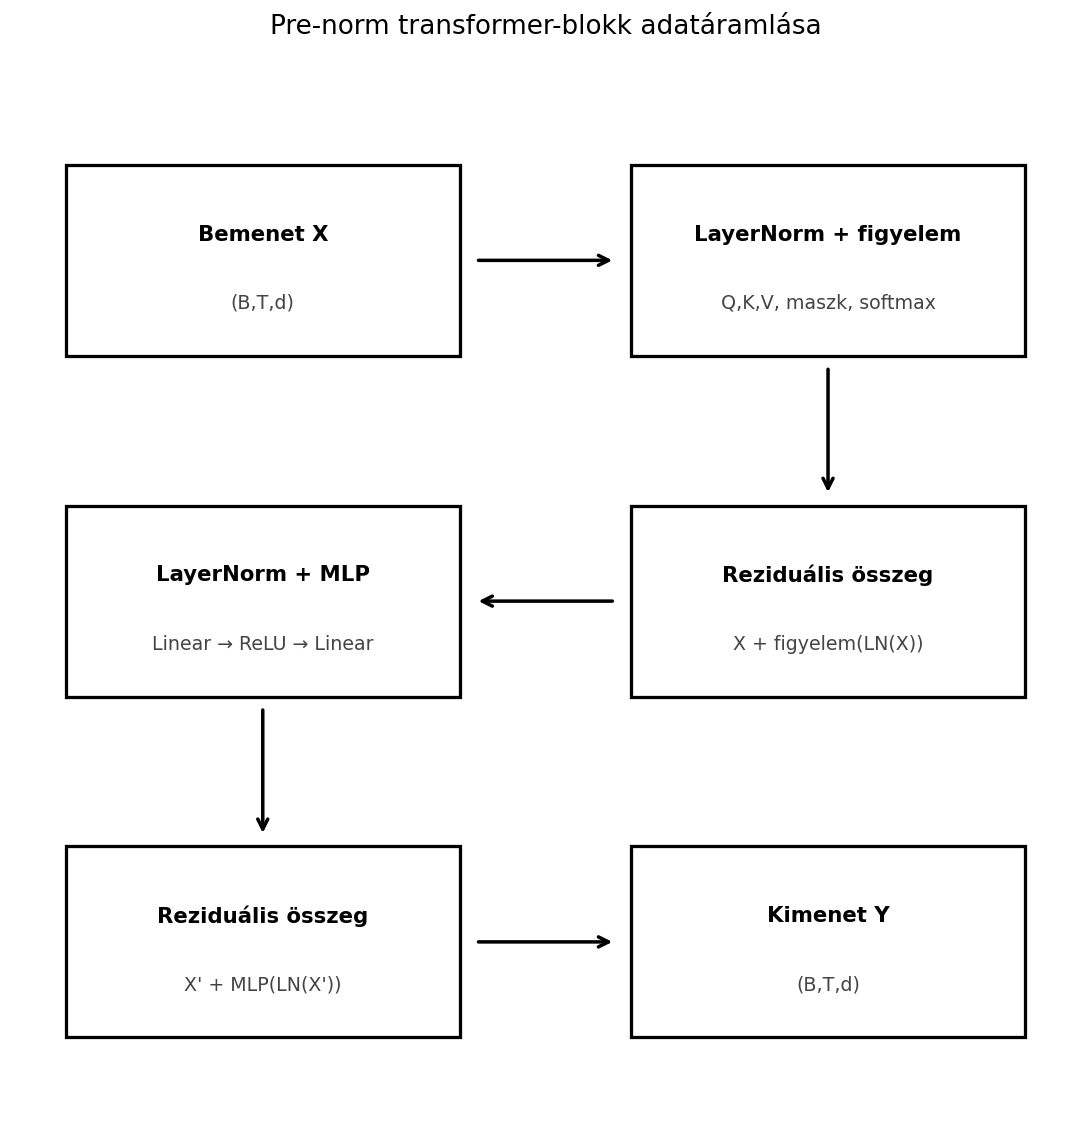 Pre-norm transformer-blokk adatáramlása
Bemenet X
(B,T,d)
LayerNorm + figyelem
Q,K,V, maszk, softmax
LayerNorm + MLP
Linear → ReLU → Linear
Reziduális összeg
X + figyelem(LN(X))
Reziduális összeg
X' + MLP(LN(X'))
Kimenet Y
(B,T,d)